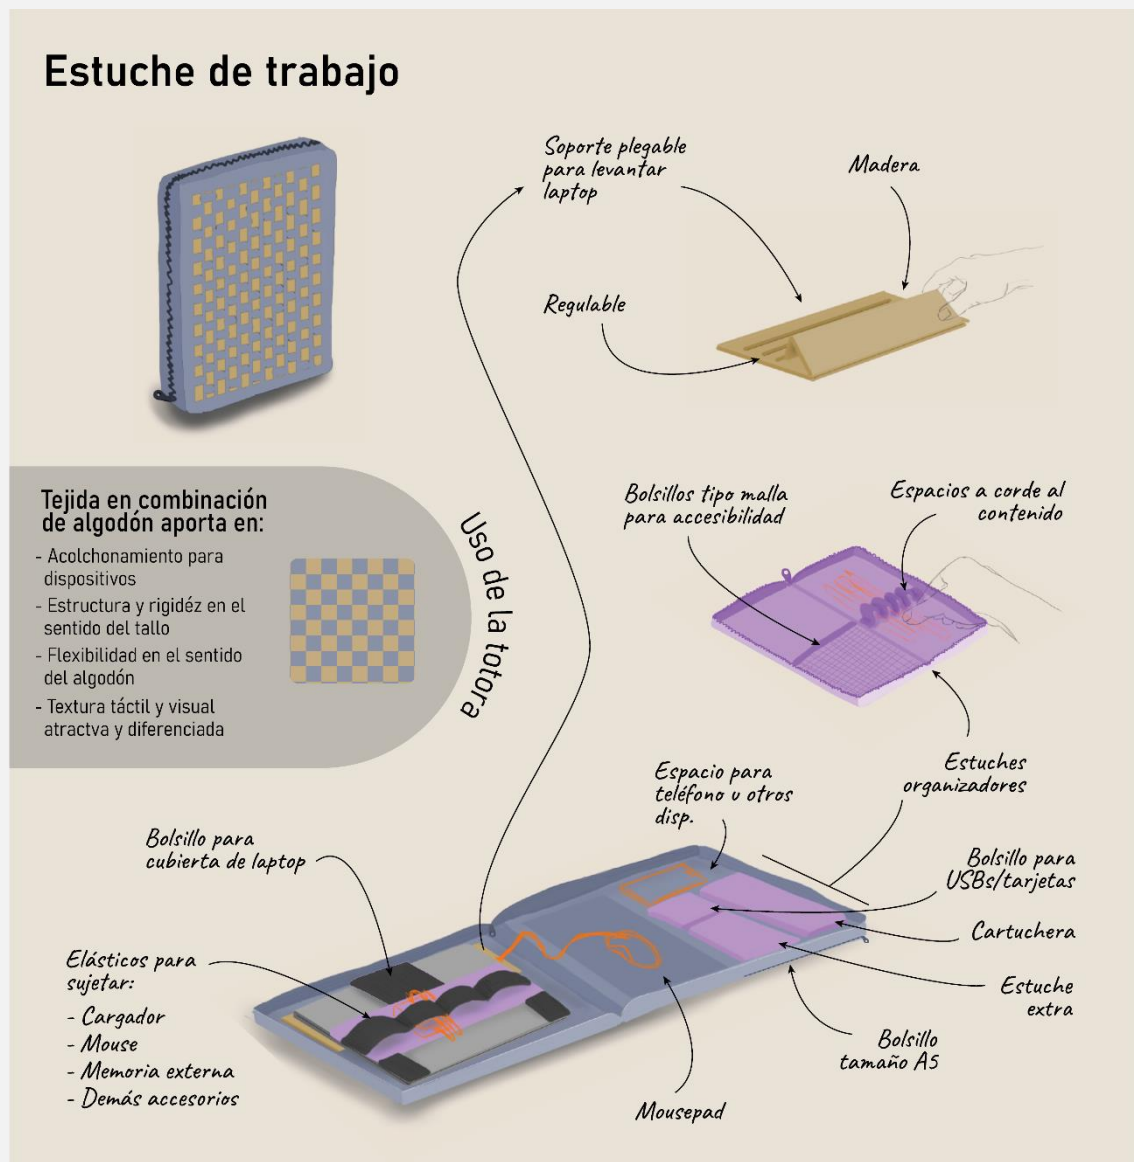 Estuche de trabajo
Soporte plegable
para levantar
laptop
Madera
Regulable
Tejida en combinación
de algodón aporta en:
- Acolchonamiento para
dispositivos
- Estructura y rigidéz en el
sentido del tallo
- Flexibilidad en el sentido
del algodón
- Textura táctil y visual
atractva y diferenciada
Uso de la totora
Bolsillos tipo malla
para accesibilidad
Espacios a corde al
contenido
Estuches
organizadores
Espacio para
teléfono u otros
disp.
Bolsillo para
cubierta de laptop
Bolsillo para
USBs/tarjetas
Cartuchera
Elásticos para
sujetar:
- Cargador
- Mouse
- Memoria externa
- Demás accesorios
Estuche
extra
Bolsillo
tamaño A5
Mousepad